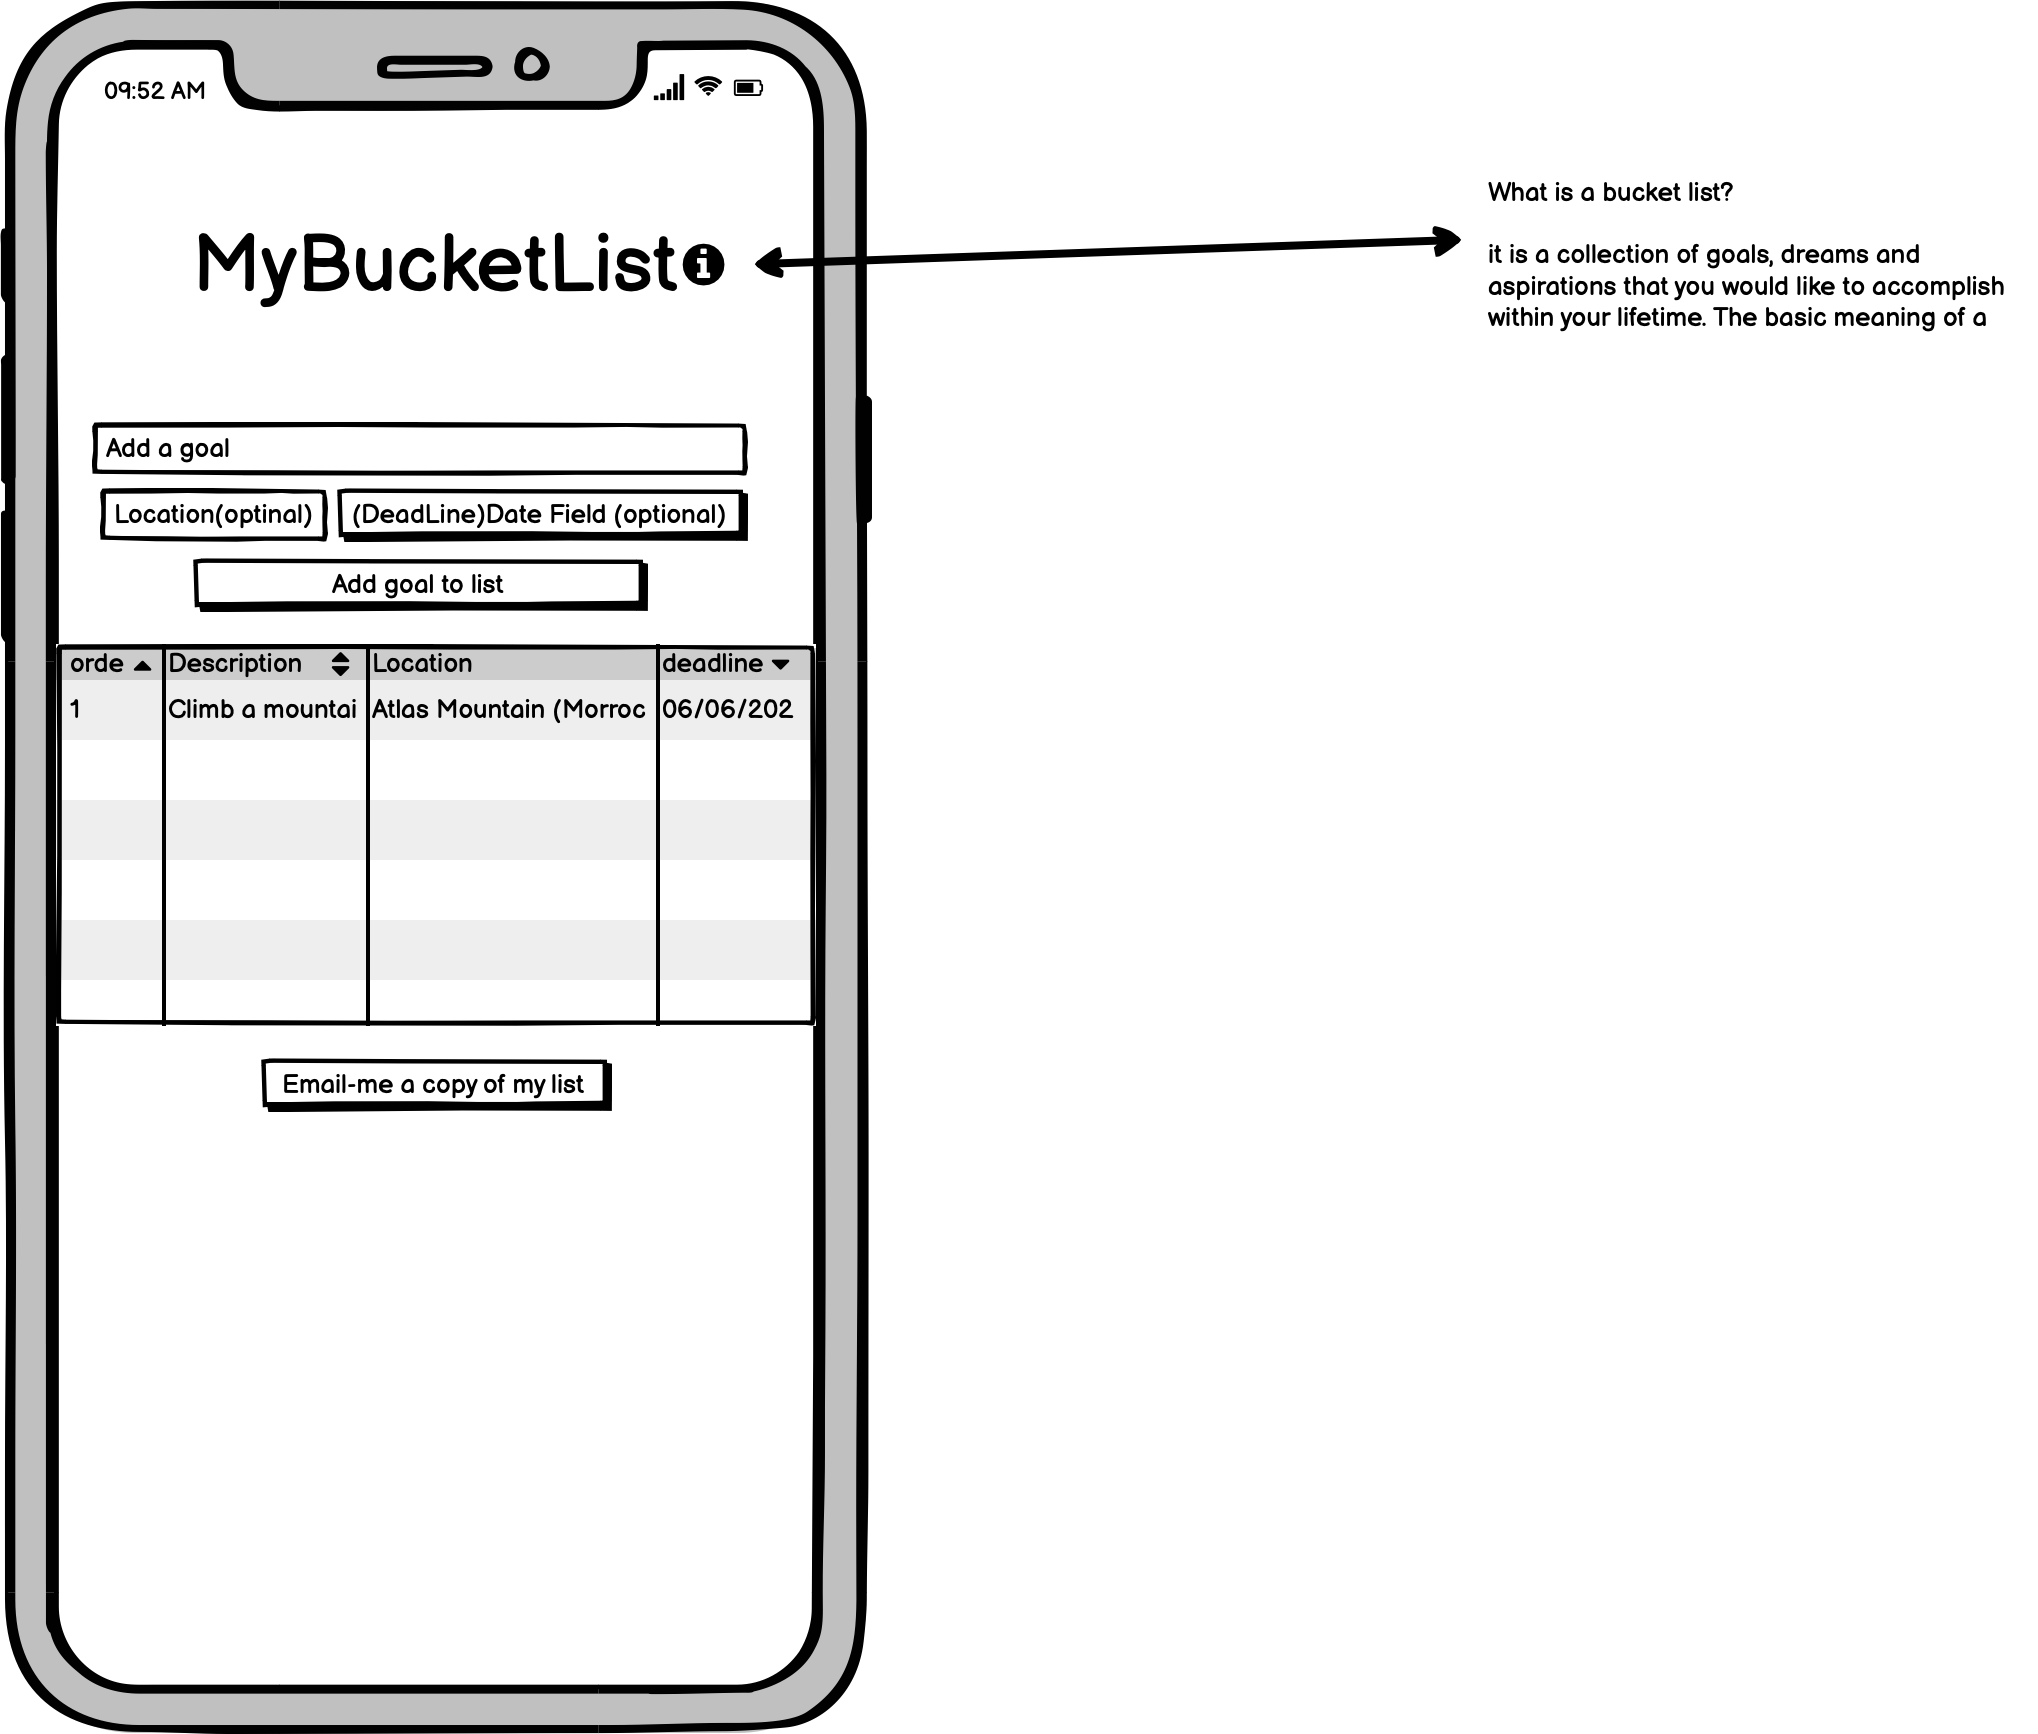 09:52 AM
MyBucketList
What is a bucket list?
it is a collection of goals, dreams and
aspirations that you would like to accomplish
within your lifetime. The basic meaning of a
Add a goal
Location(optinal) (DeadLine)Date Field (optional)
Add goal to list
orde Description Location deadline
1 Climb a mountai Atlas Mountain (Morroc 06/06/202
Email-me a copy of my list